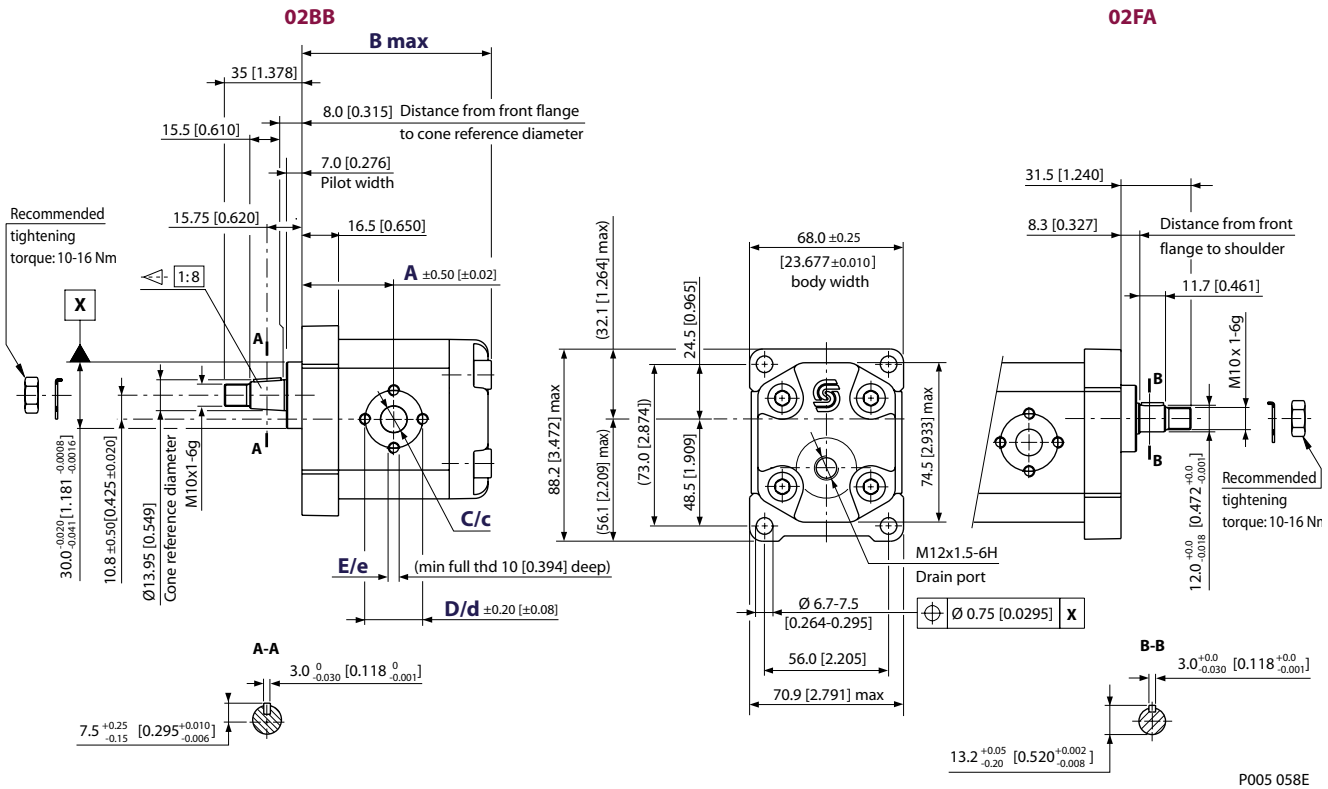 02BB
02FA
B max
35 [1.378]
8.0 [0.315] Distance from front flange
to cone reference diameter
15.5 [0.610]
7.0 [0.276]
Pilot width
Recommended
tightening
torque: 10-16 Nm
15.75 [0.620]
16.5 [0.650]
A ±0.50 [±0.02]
1:8
X
A
A
30.0 -0.020 -0.041 [1.181 -0.0008 -0.0016]
10.8 ±0.50[0.425 ±0.020]
Ø13.95 [0.549]
Cone reference diameter
M10x1-6g
C/c
E/e (min full thd 10 [0.394] deep)
D/d ±0.20 [±0.08]
A-A
3.0 0 -0.030 [0.118 0 -0.001]
7.5 +0.25 -0.15 [0.295 +0.010 -0.006]
68.0 ±0.25
[23.677±0.010]
body width
(32.1 [1.264] max)
24.5 [0.965]
88.2 [3.472] max
(56.1 [2.209] max)
(73.0 [2.874])
48.5 [1.909]
74.5 [2.933] max
M12x1.5-6H
Drain port
Ø 6.7-7.5
[0.264-0.295]
Ø 0.75 [0.0295] X
56.0 [2.205]
70.9 [2.791] max
31.5 [1.240]
8.3 [0.327]
Distance from front
flange to shoulder
11.7 [0.461]
M10 x 1-6g
B
B
12.0 +0.0 -0.018 [0.472 +0.0 -0.001]
Recommended
tightening
torque: 10-16 Nm
B-B
3.0 +0.0 -0.030 [0.118 +0.0 -0.001]
13.2 +0.05 -0.20 [0.520 +0.002 -0.008]
P005 058E